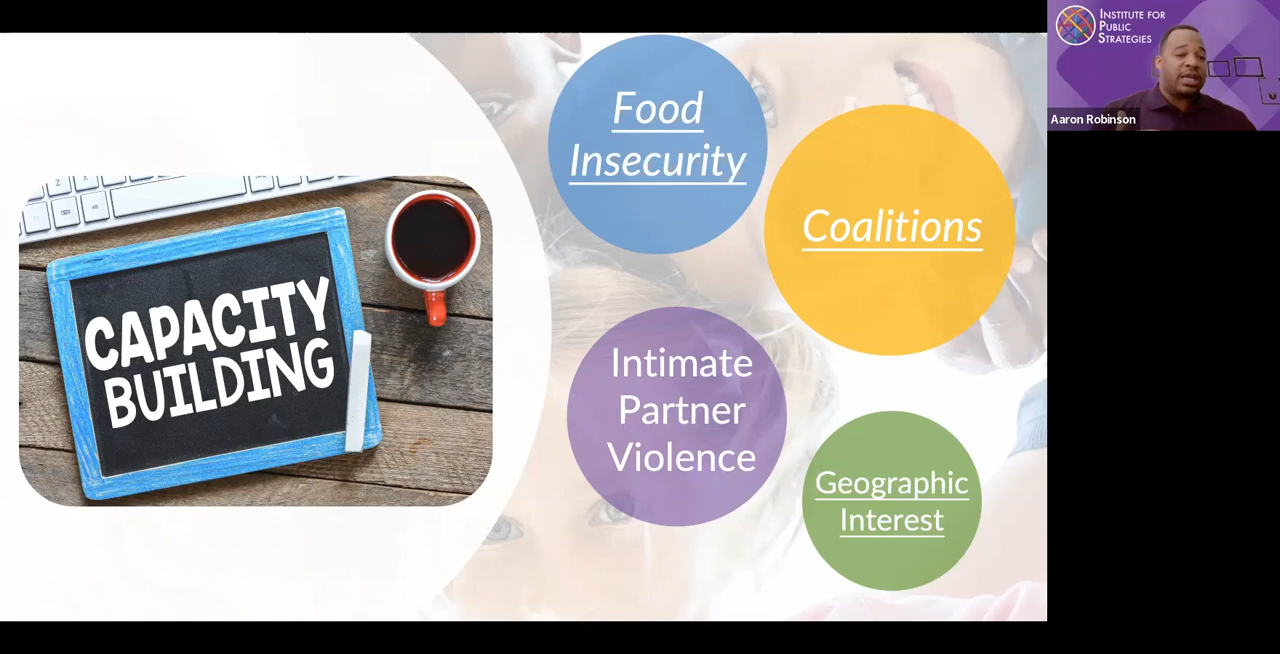 CAPACITY
BUILDING
Food
Insecurity
Coalitions
Intimate
Partner
Violence
Geographic
Interest
INSTITUTE FOR
PUBLIC
STRATEGIES
Aaron Robinson